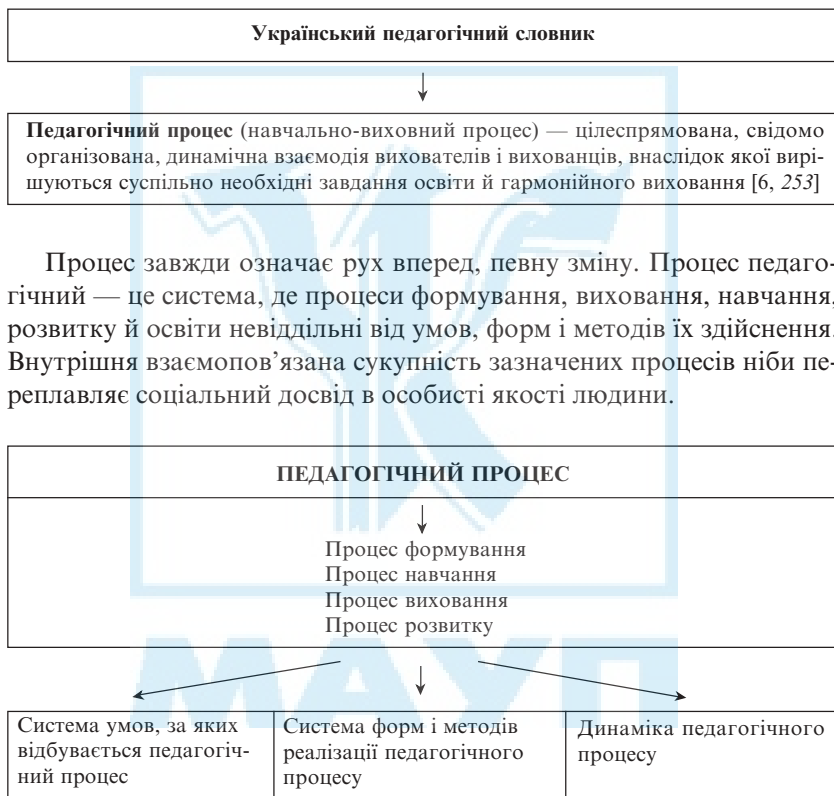 Український педагогічний словник
Педагогічний процес (навчально-виховний процес) — цілеспрямована, свідомо
організована, динамічна взаємодія вихователів і вихованців, внаслідок якої вирі-
шуються суспільно необхідні завдання освіти й гармонійного виховання [6, 253]
Процес завжди означає рух вперед, певну зміну. Процес педаго-
гічний — це система, де процеси формування, виховання, навчання,
розвитку й освіти невіддільні від умов, форм і методів їх здійснення.
Внутрішня взаємопов’язана сукупність зазначених процесів ніби пе-
реплавляє соціальний досвід в особисті якості людини.
ПЕДАГОГІЧНИЙ ПРОЦЕС
Процес формування
Процес навчання
Процес виховання
Процес розвитку
МАУП
Система умов, за яких
відбувається педагогіч-
ний процес
Система форм і методів
реалізації педагогічного
процесу
Динаміка педагогічного
процесу